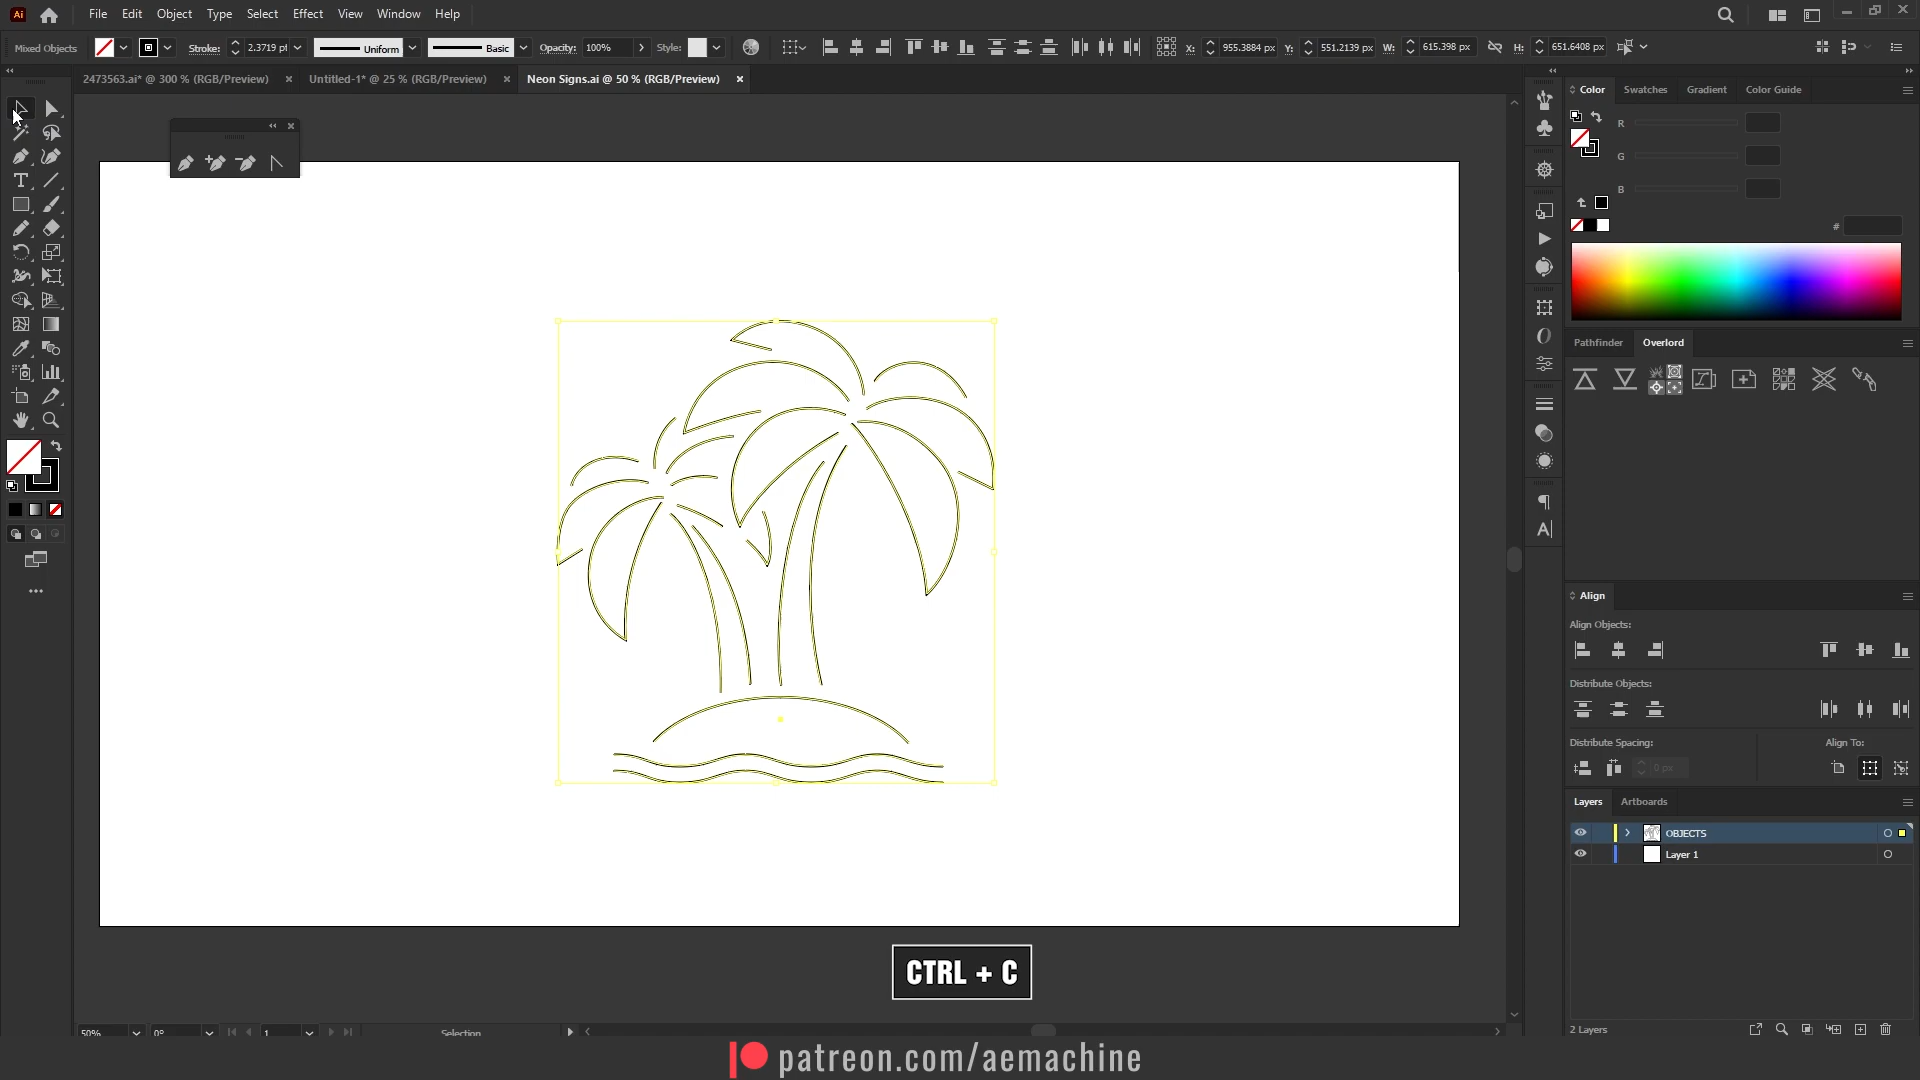 Ai File Edit Object Type Select Effect View Window Help
Mixed Objects Stroke: 2.3719 pt Uniform Basic Opacity: 100% Style: X: 955.3884 px Y: 551.2139 px W: 615.398 px H: 651.6408 px
2473563.ai* @ 300 % (RGB/Preview) Untitled-1* @ 25 % (RGB/Preview) Neon Signs.ai @ 50 % (RGB/Preview)
Color Swatches Gradient Color Guide
R
G
B
#
Pathfinder Overlord
Align
Align Objects:
Distribute Objects:
Distribute Spacing: Align To:
0 px
Layers Artboards
OBJECTS
Layer 1
CTRL + C
2 Layers
50% 0° 1 Selection
patreon.com/aemachine